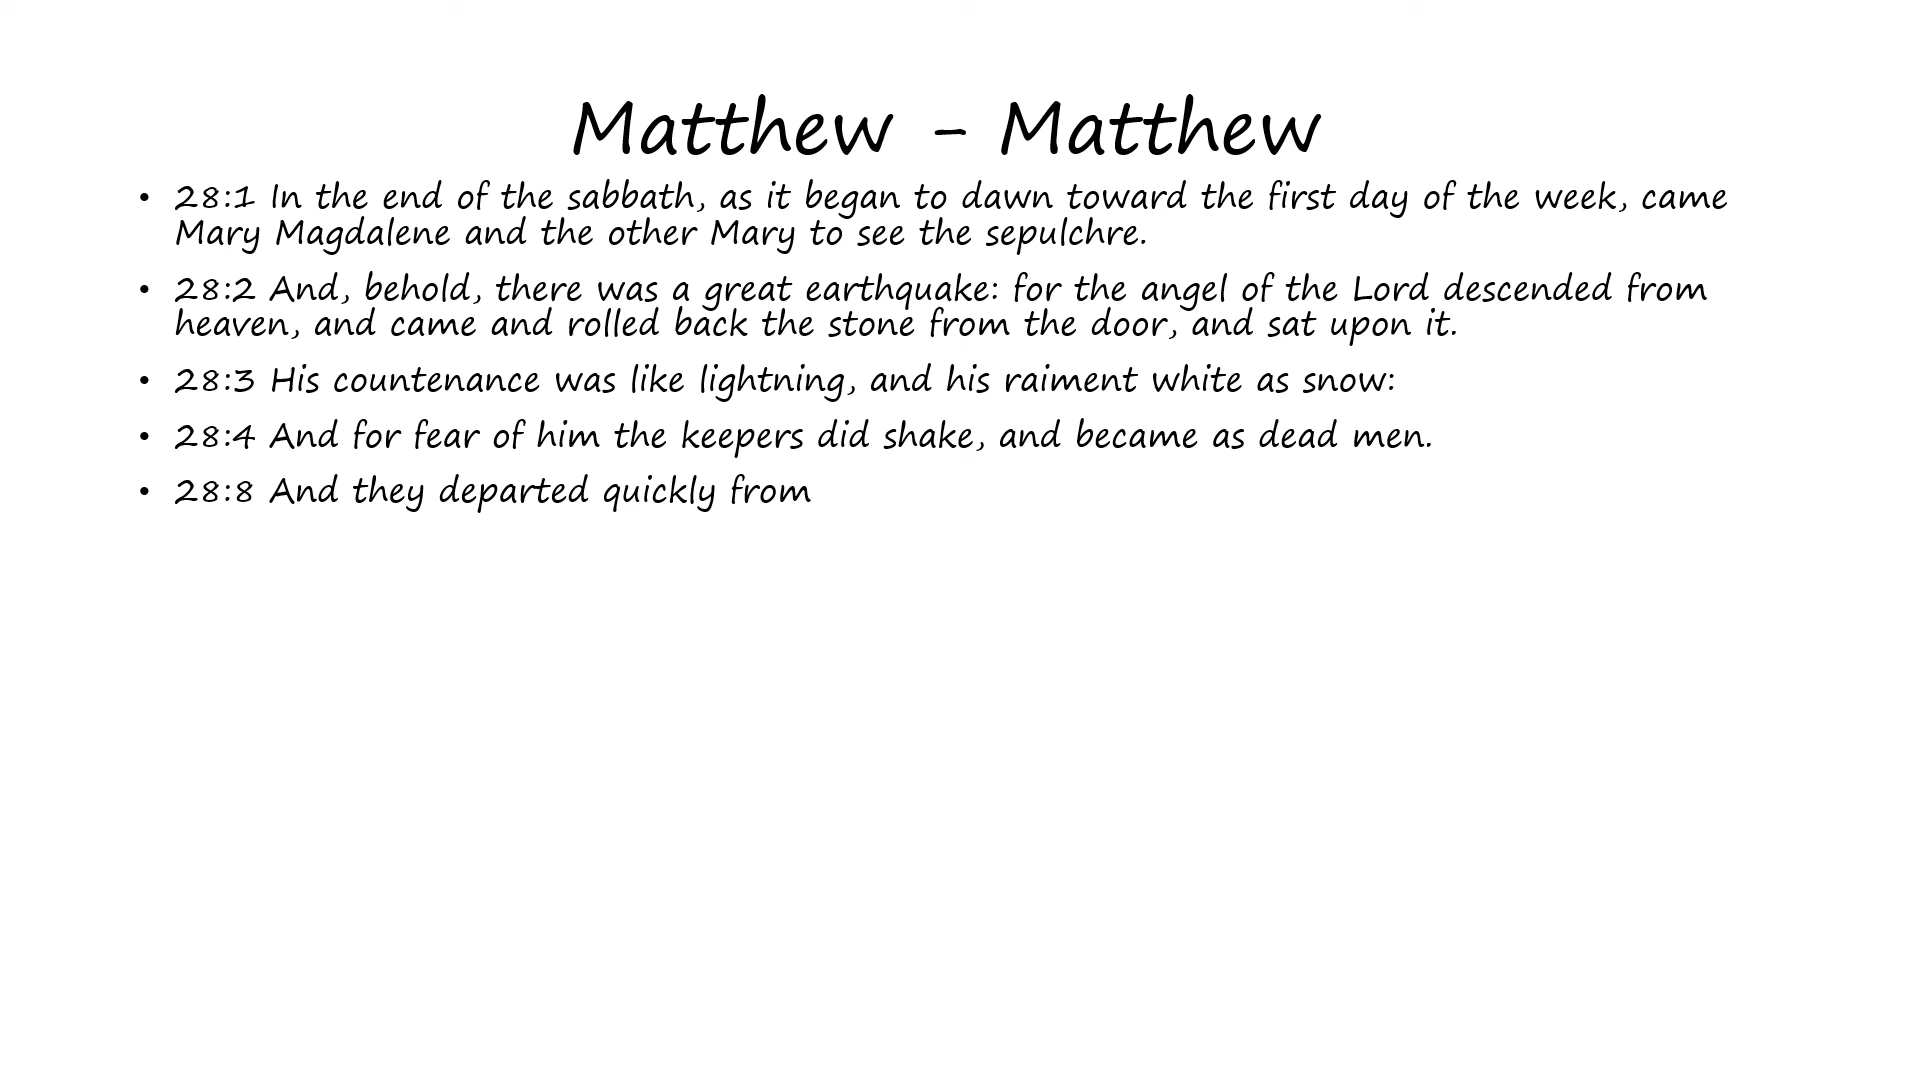 Matthew - Matthew
• 28:1 In the end of the sabbath, as it began to dawn toward the first day of the week, came
Mary Magdalene and the other Mary to see the sepulchre.
• 28:2 And, behold, there was a great earthquake: for the angel of the Lord descended from
heaven, and came and rolled back the stone from the door, and sat upon it.
• 28:3 His countenance was like lightning, and his raiment white as snow:
• 28:4 And for fear of him the keepers did shake, and became as dead men.
• 28:8 And they departed quickly from